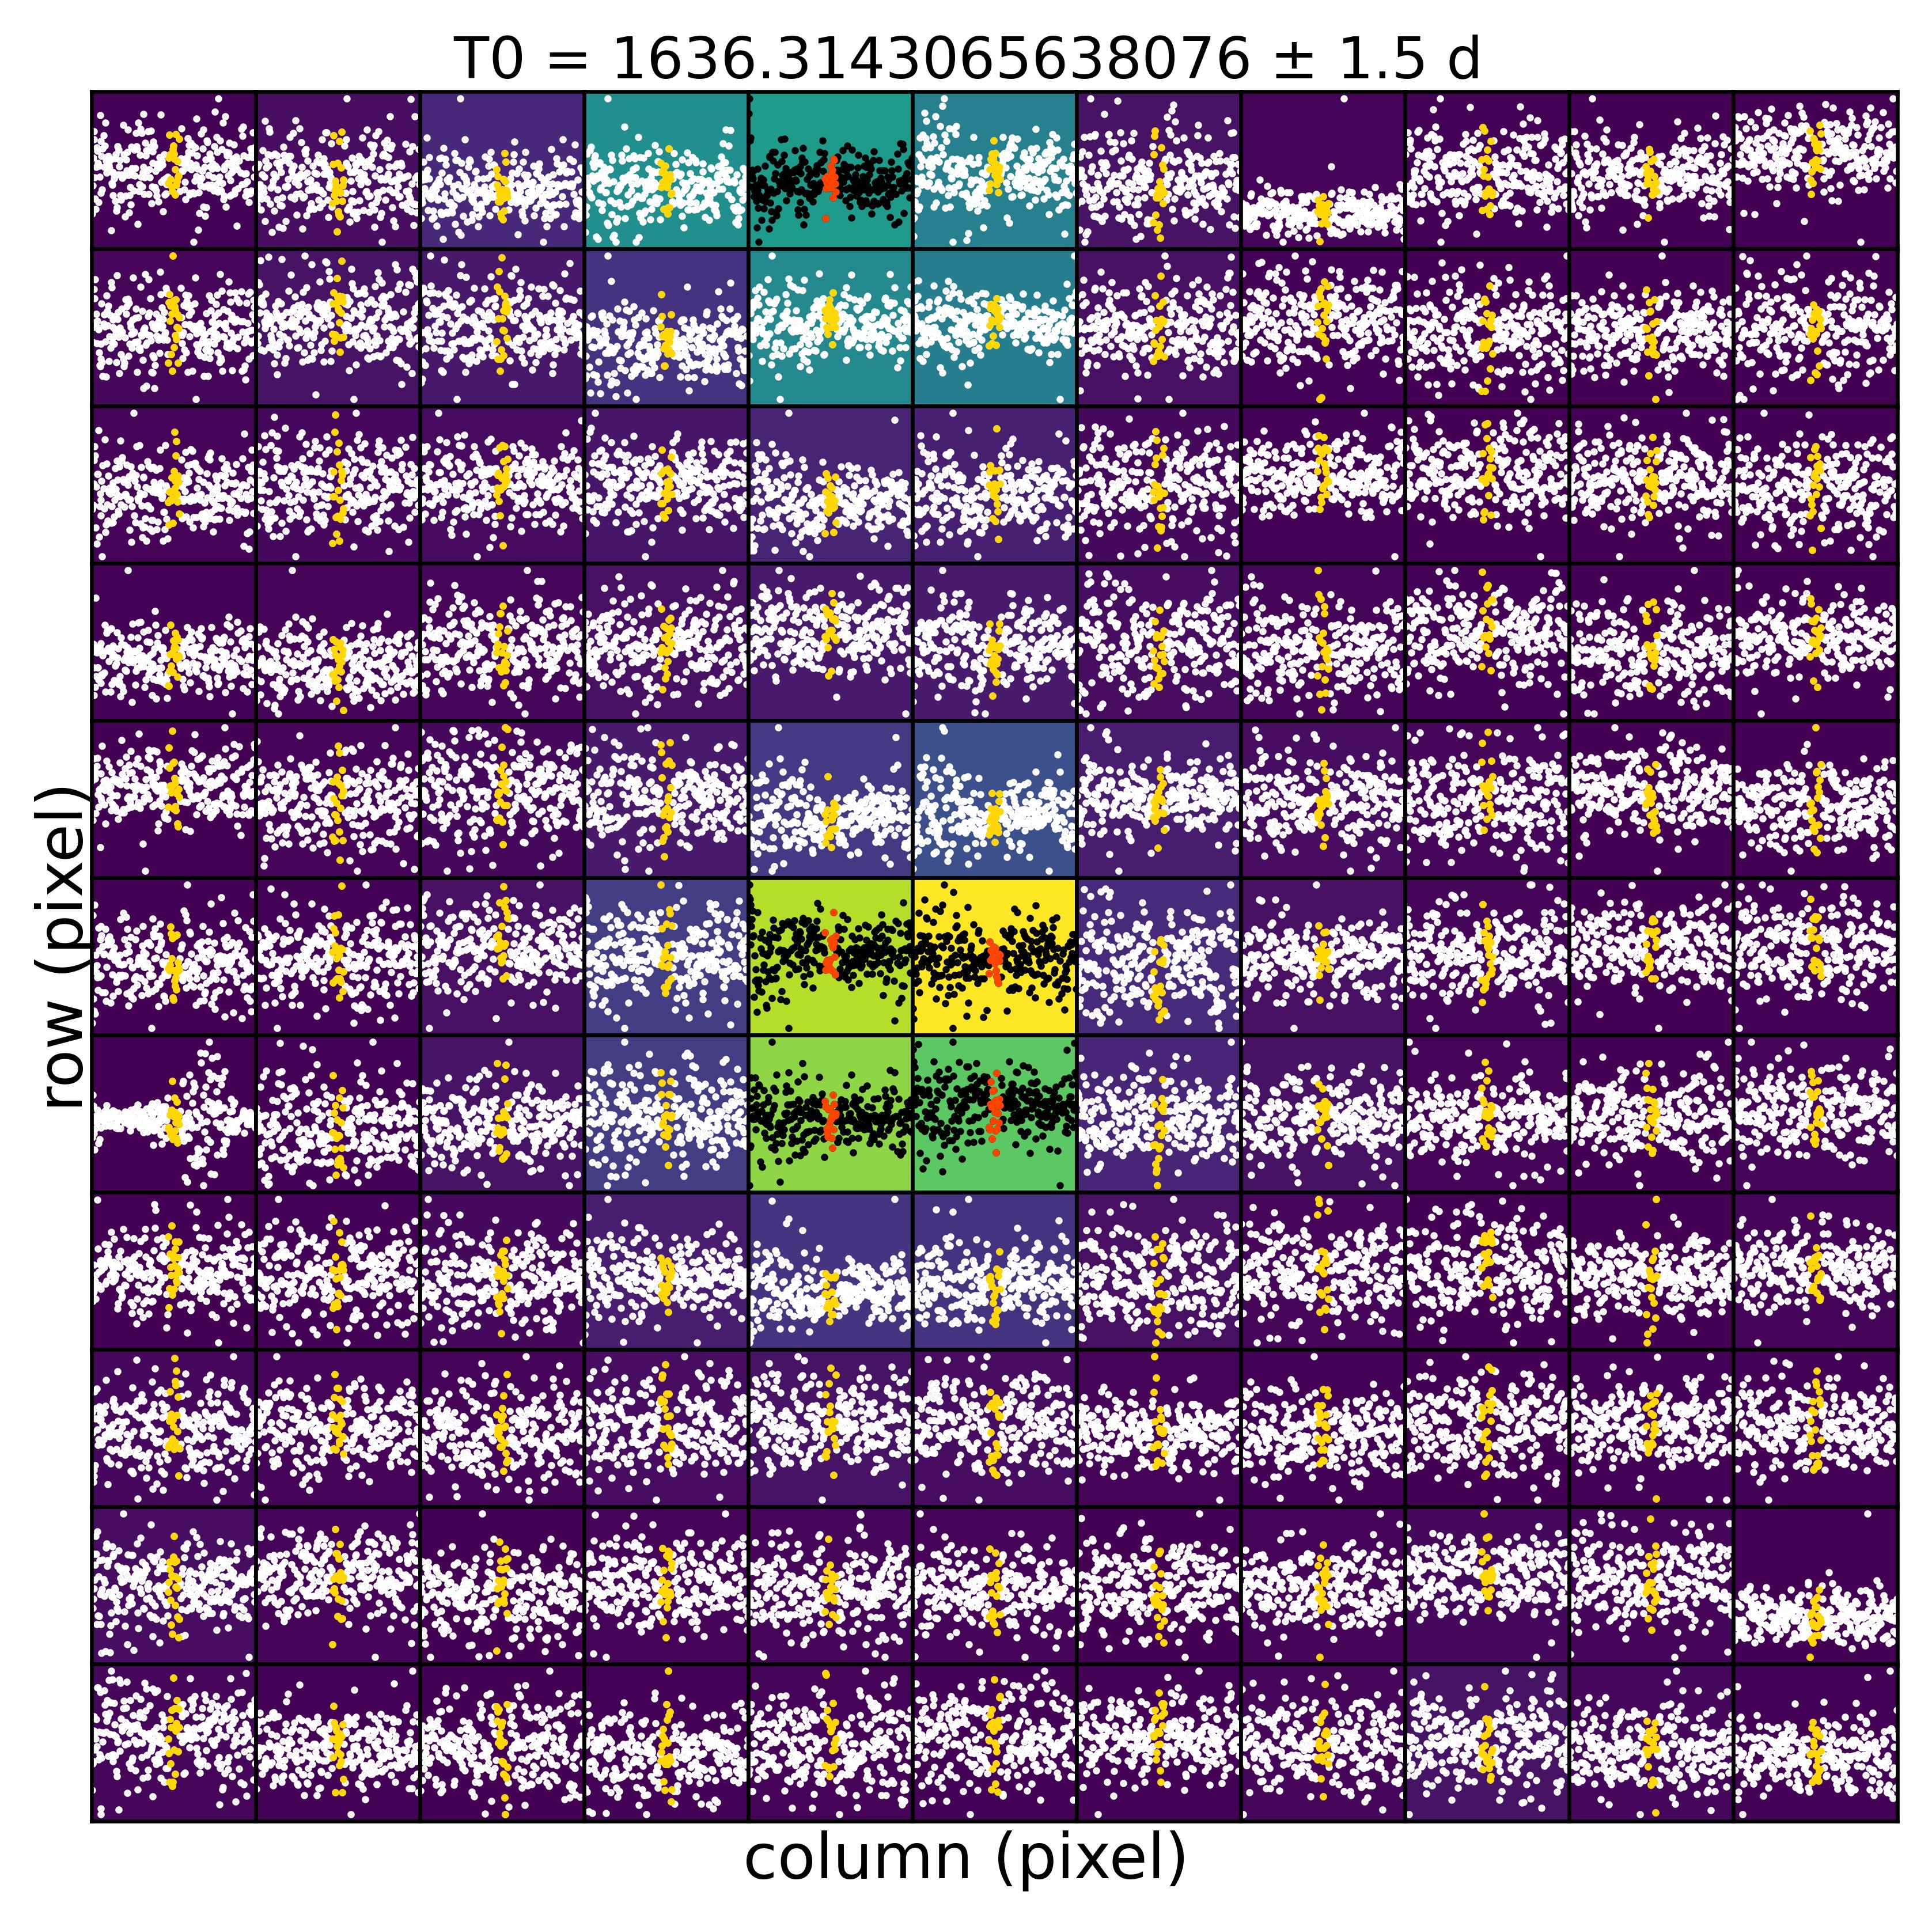 T0 = 1636.3143065638076 ± 1.5 d
row (pixel)
column (pixel)